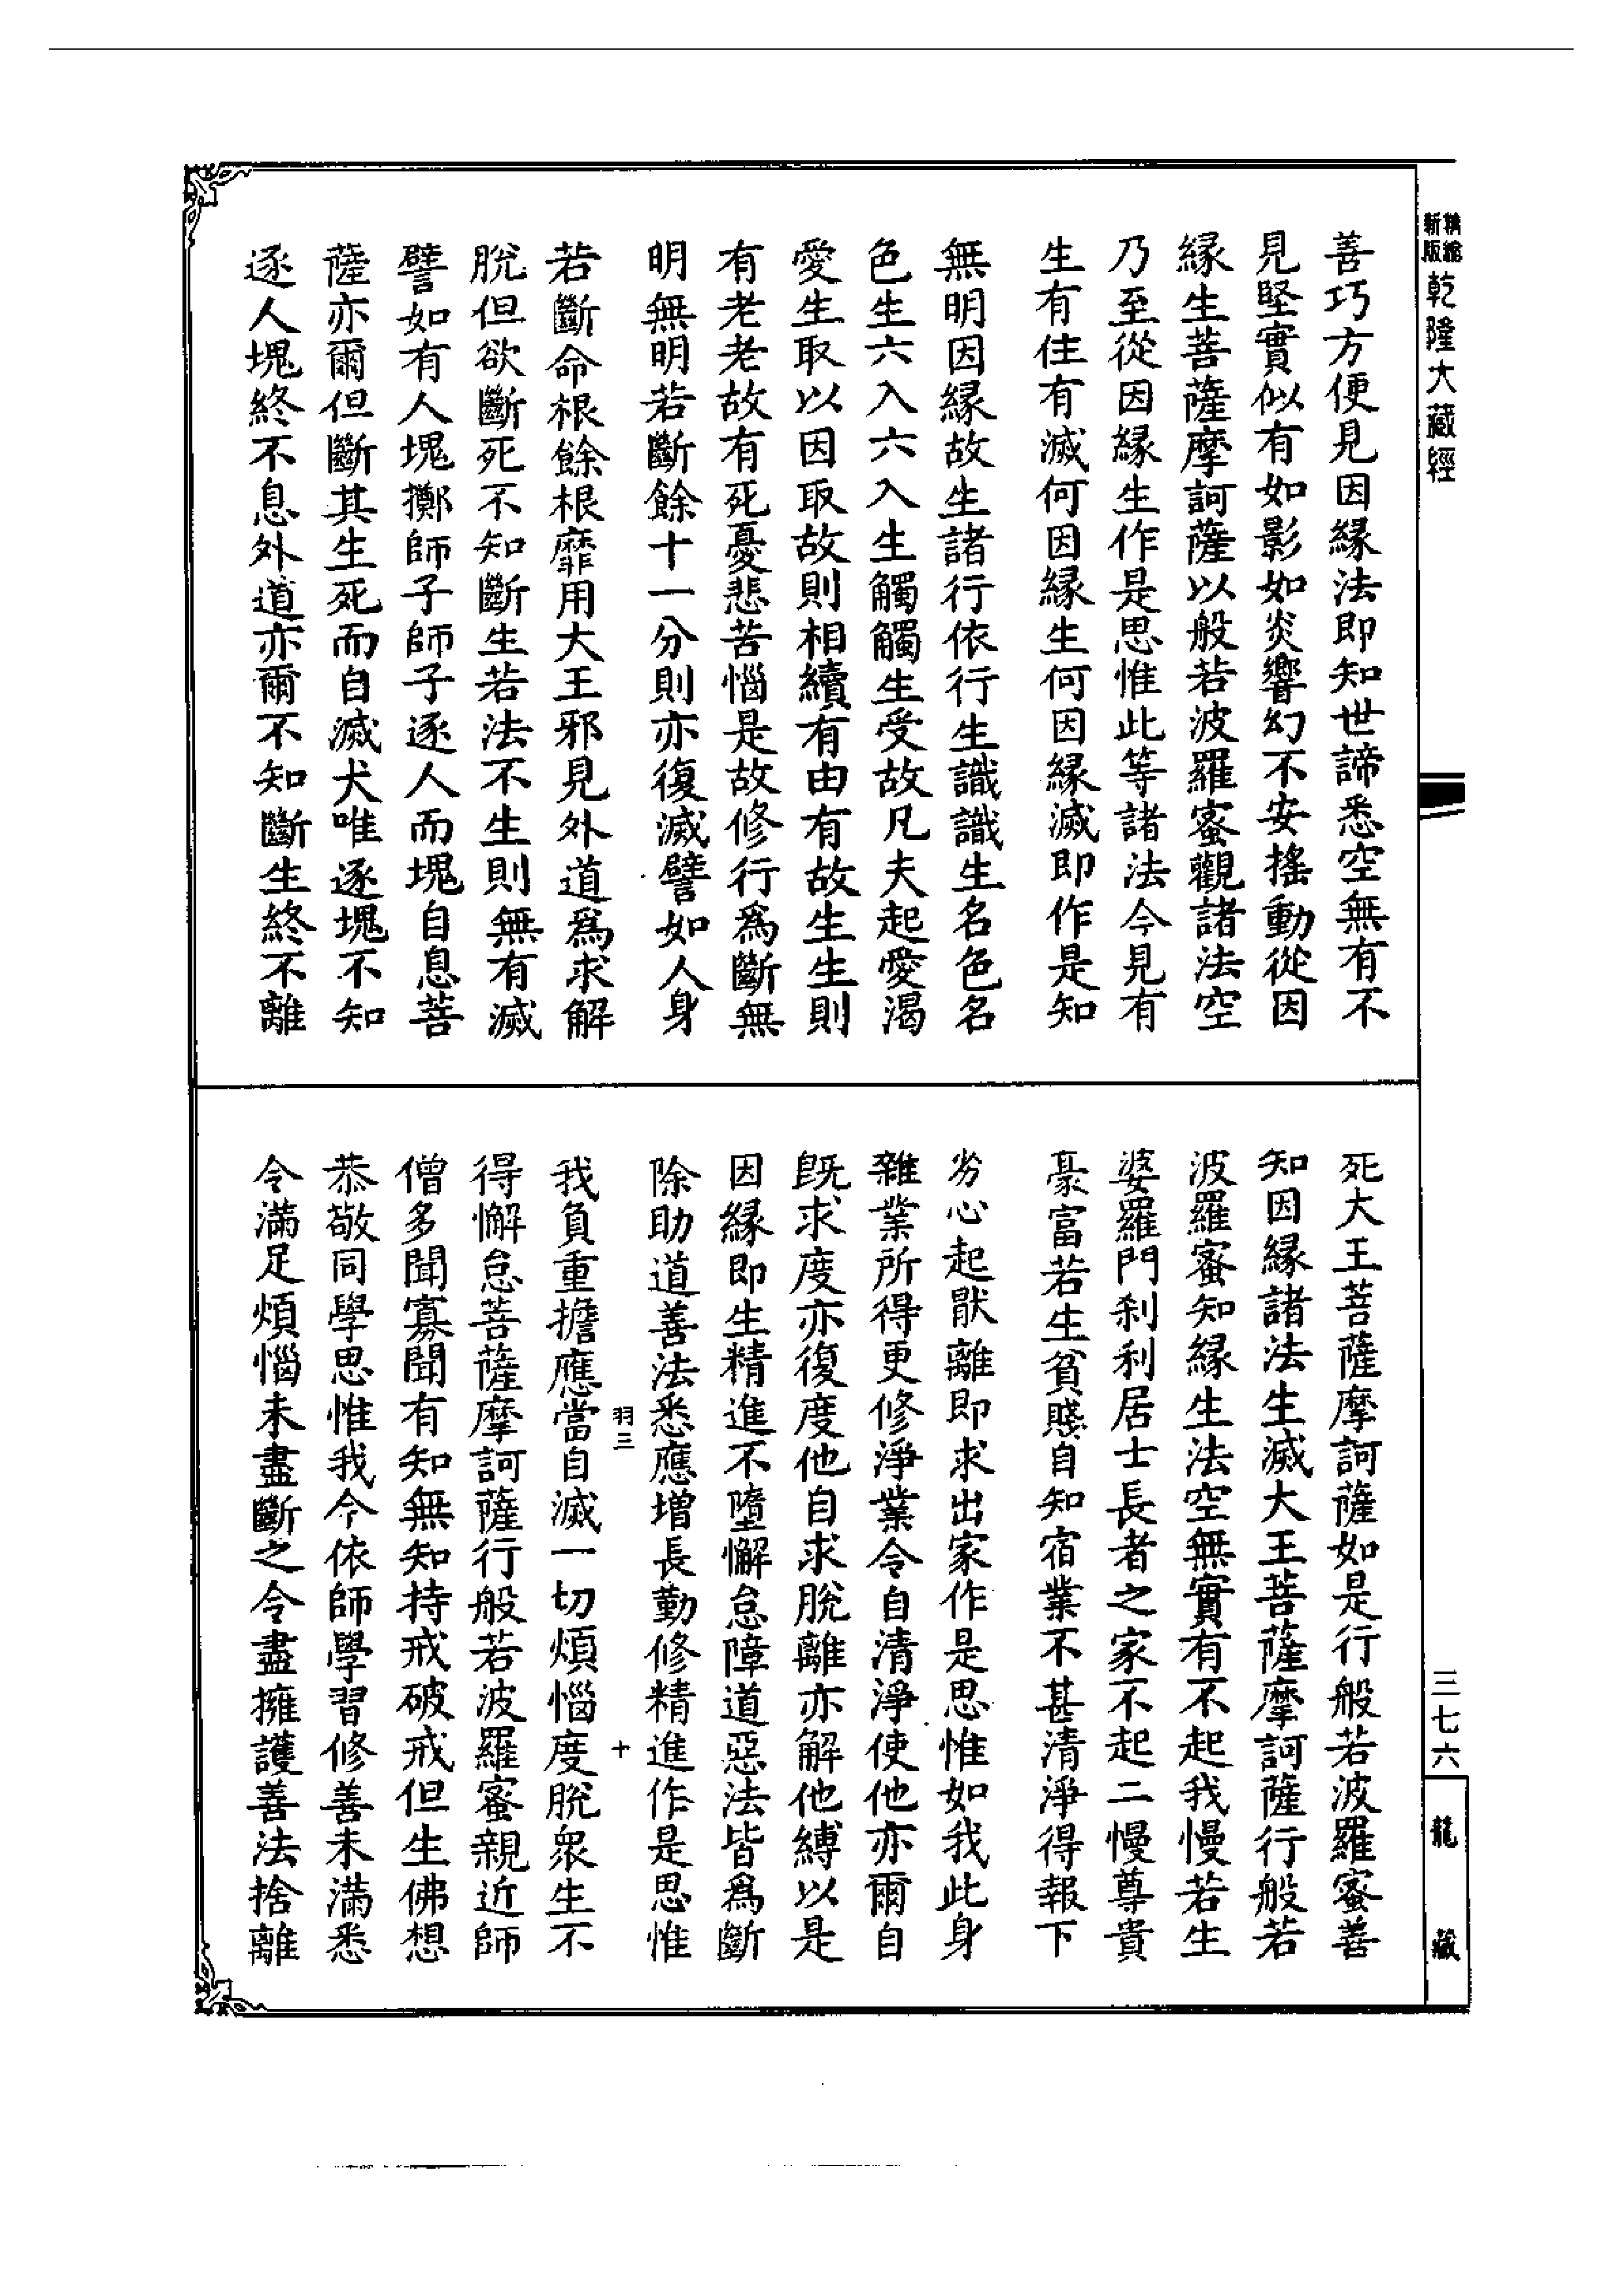 精縮
新版
乾隆大藏經
善巧方便見因緣法即知世諦悉空無有不
見堅實似有如影如炎響幻不安搖動從因
緣生菩薩摩訶薩以般若波羅蜜觀諸法空
乃至從因緣生作是思惟此等諸法今見有
生有住有滅何因緣生何因緣滅即作是知
無明因緣故生諸行依行生識識生名色名
色生六入六入生觸觸生受故凡夫起愛渴
愛生取以因取故則相續有由有故生生則
有老老故有死憂悲苦惱是故修行爲斷無
明無明若斷餘十一分則亦復滅譬如人身
若斷命根餘根靡用大王邪見外道爲求解
脫但欲斷死不知斷生若法不生則無有滅
譬如有人塊擲師子師子逐人而塊自息菩
薩亦爾但斷其生死而自滅犬唯逐塊不知
逐人塊終不息外道亦爾不知斷生終不離
死大王菩薩摩訶薩如是行般若波羅蜜善
知因緣諸法生滅大王菩薩摩訶薩行般若
波羅蜜知緣生法空無實有不起我慢若生
婆羅門刹利居士長者之家不起二慢尊貴
豪富若生貧賤自知宿業不甚清淨得報下
劣心起猒離即求出家作是思惟如我此身
雜業所得更修淨業令自清淨使他亦爾自
旣求度亦復度他自求脫離亦解他縛以是
因緣即生精進不墮懈怠障道惡法皆爲斷
除助道善法悉應增長勤修精進作是思惟
羽三
十
我負重擔應當自滅一切煩惱度脫衆生不
得懈怠菩薩摩訶薩行般若波羅蜜親近師
僧多聞寡聞有知無知持戒破戒但生佛想
恭敬同學思惟我今依師學習修善未滿悉
令滿足煩惱未盡斷之令盡擁護善法捨離
三七六
龍藏